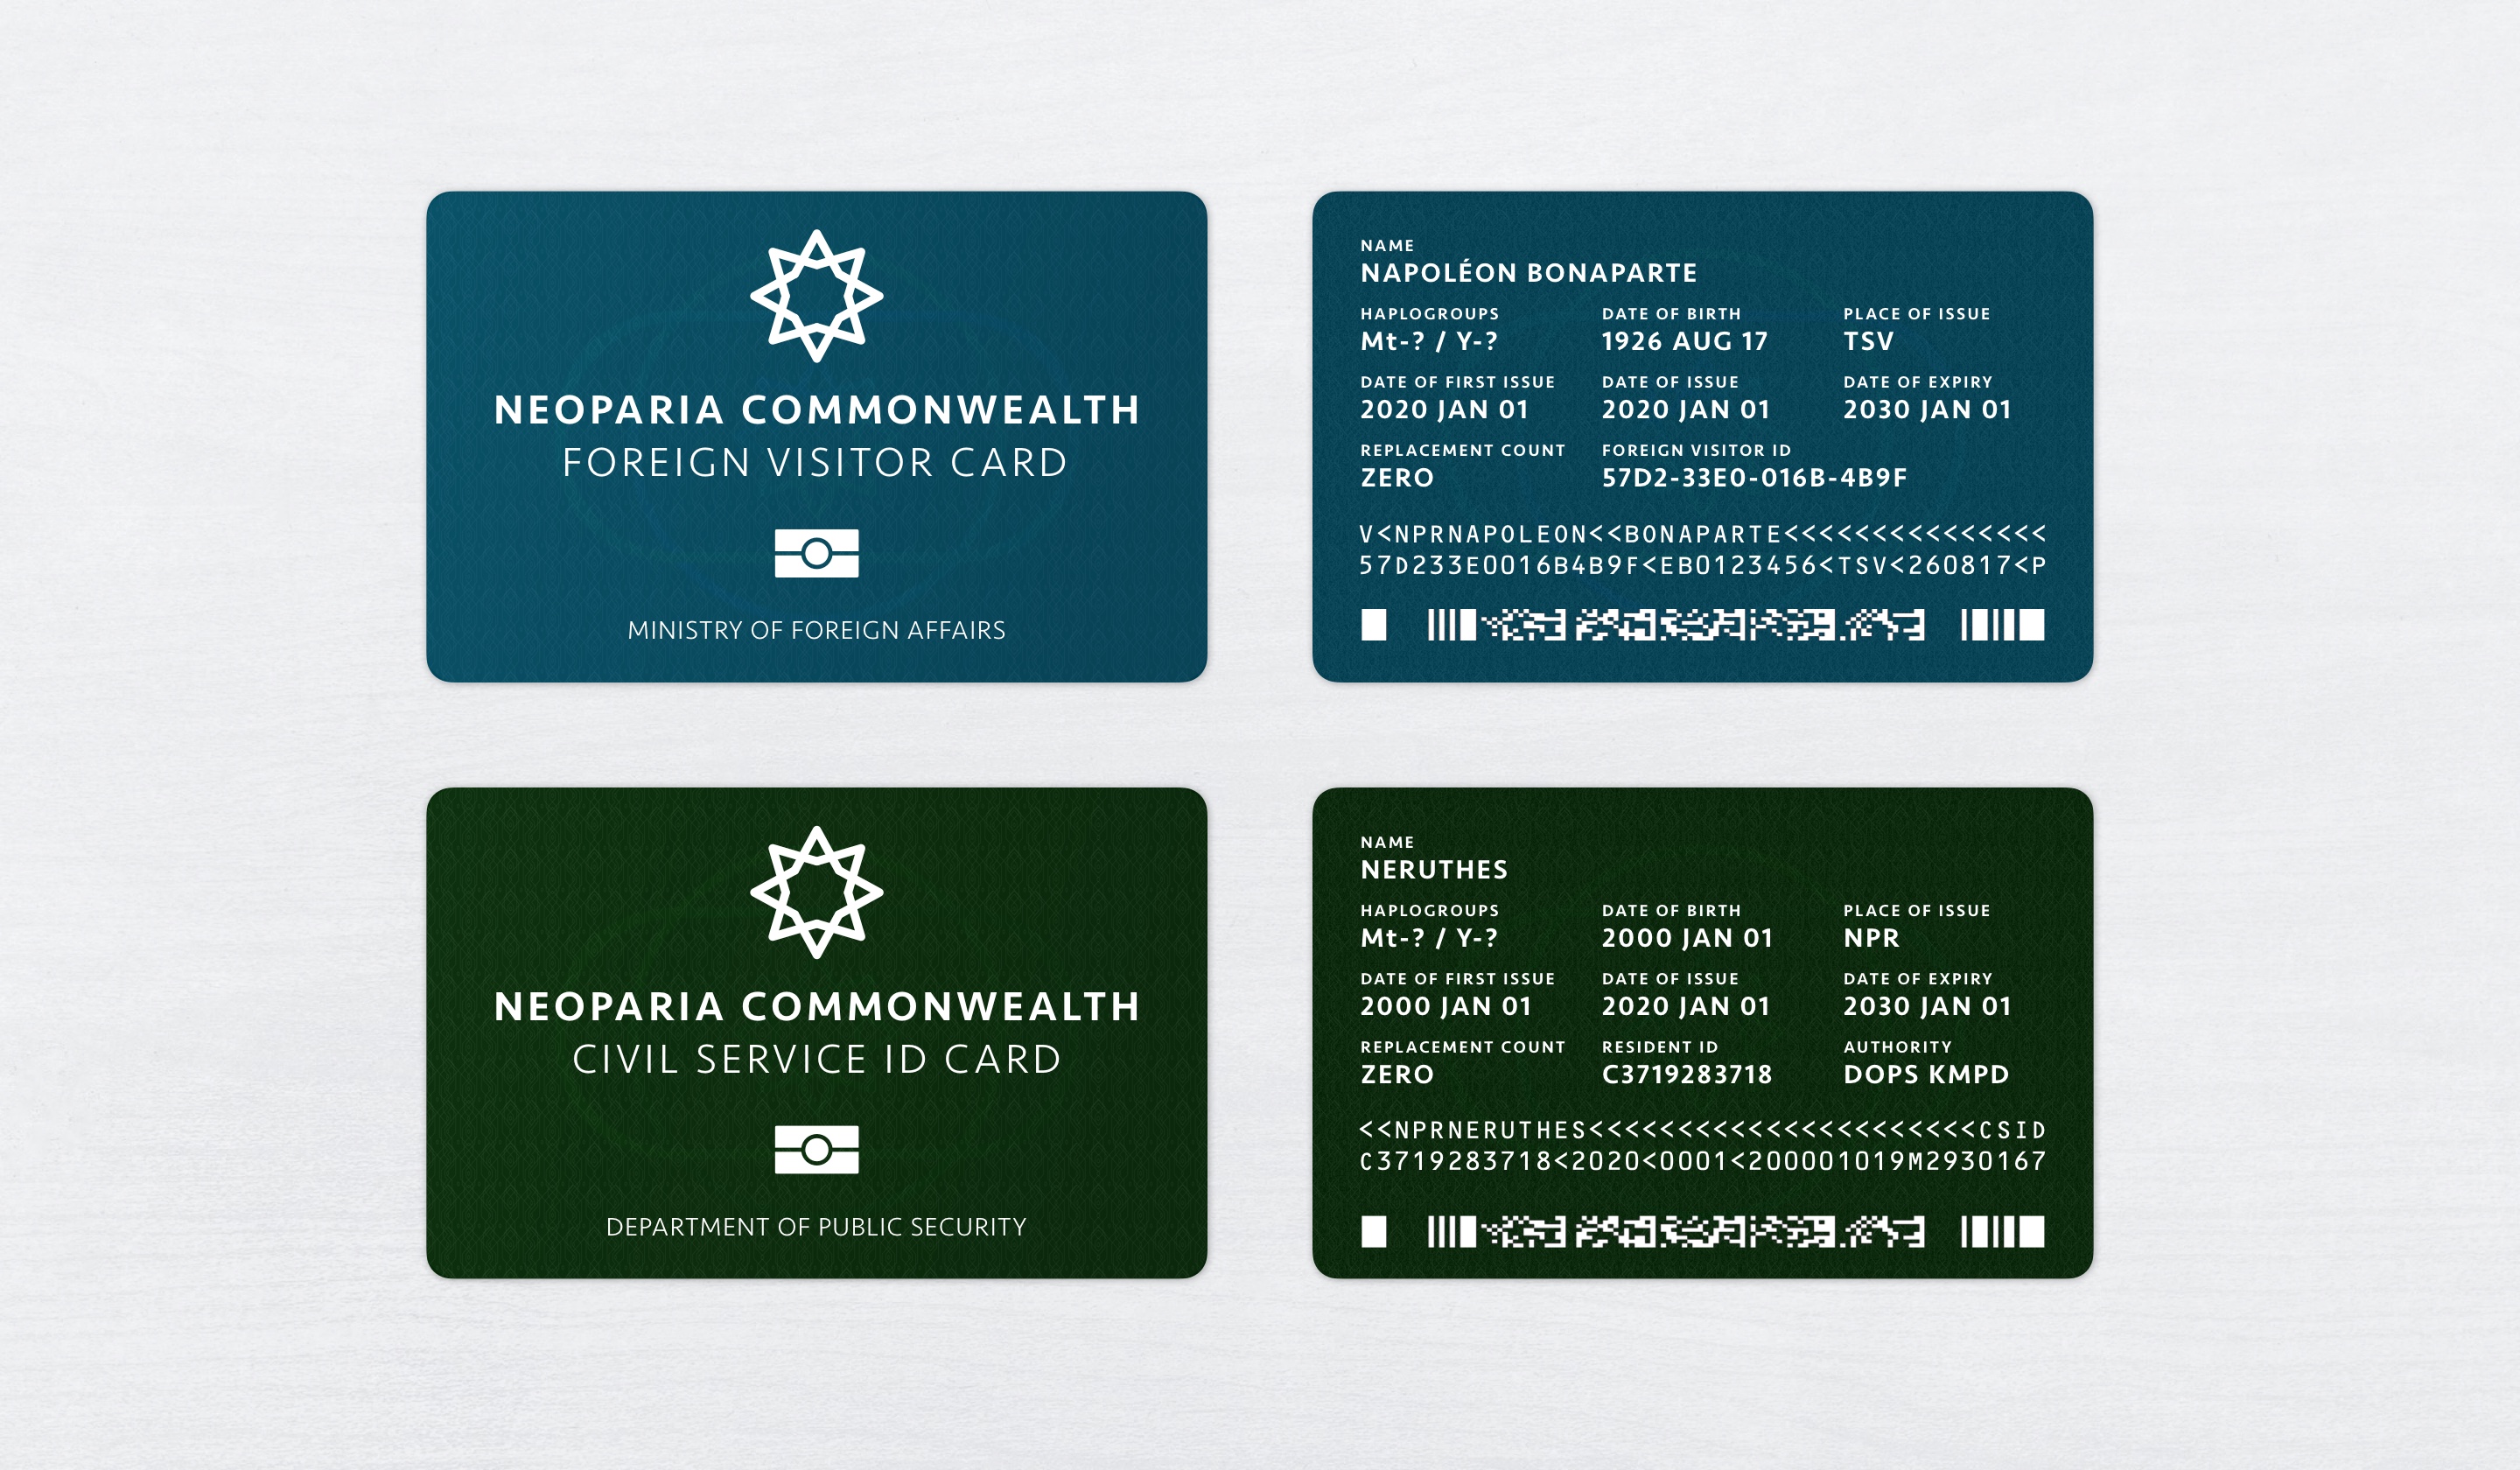 NEOPARIA COMMONWEALTH
FOREIGN VISITOR CARD
MINISTRY OF FOREIGN AFFAIRS
NAME
NAPOLÉON BONAPARTE
HAPLOGROUPS DATE OF BIRTH PLACE OF ISSUE
Mt-? / Y-? 1926 AUG 17 TSV
DATE OF FIRST ISSUE DATE OF ISSUE DATE OF EXPIRY
2020 JAN 01 2020 JAN 01 2030 JAN 01
REPLACEMENT COUNT FOREIGN VISITOR ID
ZERO 57D2-33E0-016B-4B9F
V<NPRNAPOLEON<<BONAPARTE<<<<<<<<<<<<<<<
57D233E0016B4B9F<EB0123456<TSV<260817<P
NEOPARIA COMMONWEALTH
CIVIL SERVICE ID CARD
DEPARTMENT OF PUBLIC SECURITY
NAME
NERUTHES
HAPLOGROUPS DATE OF BIRTH PLACE OF ISSUE
Mt-? / Y-? 2000 JAN 01 NPR
DATE OF FIRST ISSUE DATE OF ISSUE DATE OF EXPIRY
2000 JAN 01 2020 JAN 01 2030 JAN 01
REPLACEMENT COUNT RESIDENT ID AUTHORITY
ZERO C3719283718 DOPS KMPD
<<NPRNERUTHES<<<<<<<<<<<<<<<<<<<<<<CSID
C3719283718<2020<0001<200001019M2930167